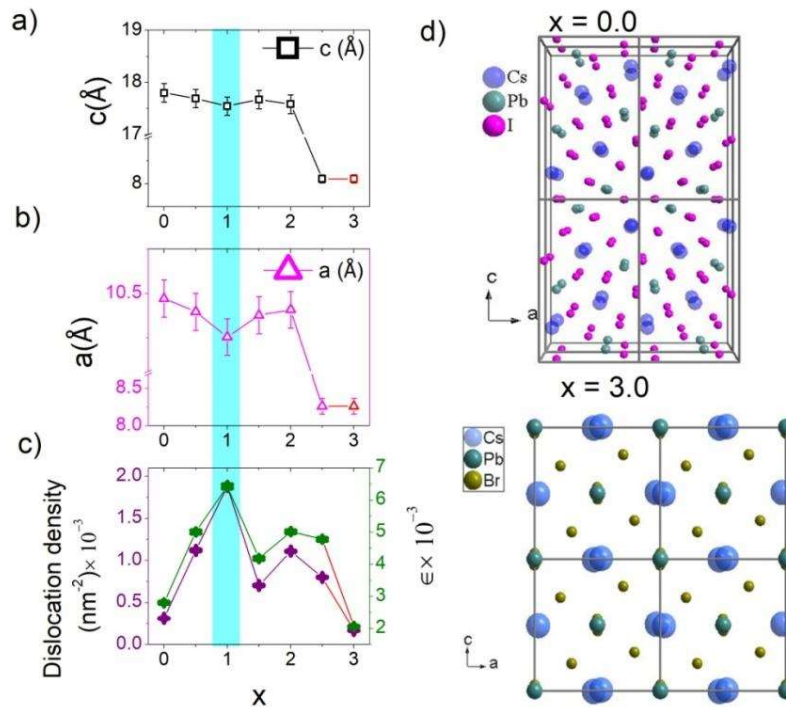 a)
19
18
17
8
c(Å)
c (Å)
0 1 2 3
b)
10.5
8.5
8.0
a(Å)
a (Å)
0 1 2 3
c)
2.0
1.5
1.0
0.5
0.0
Dislocation density
(nm⁻²)× 10⁻³
7
6
5
4
3
2
ϵ × 10⁻³
0 1 2 3
x
d)
x = 0.0
Cs
Pb
I
c
a
x = 3.0
Cs
Pb
Br
c
a